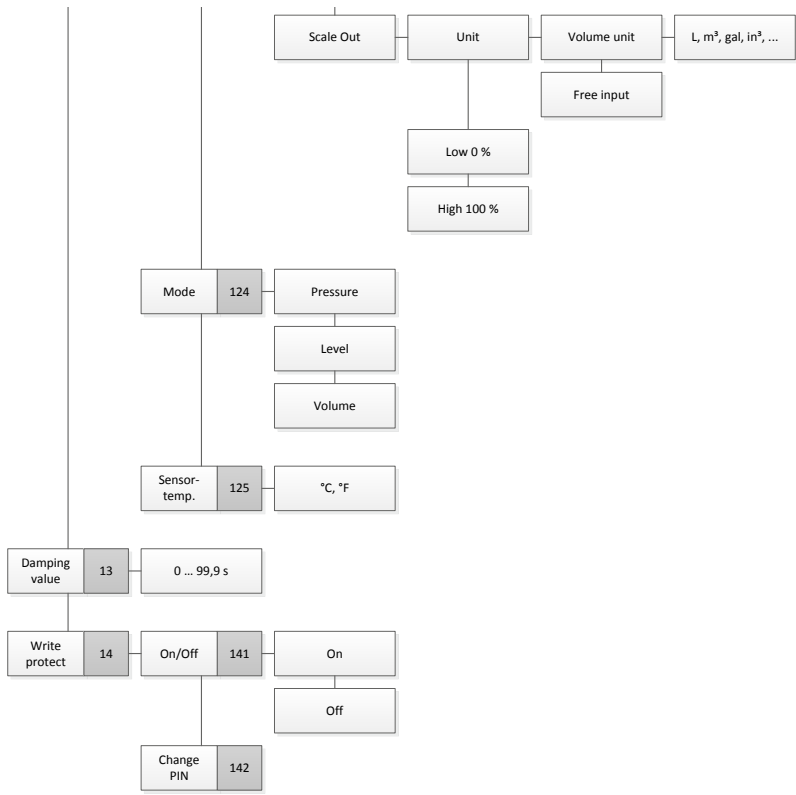 Scale Out
Unit
Volume unit
L, m³, gal, in³, ...
Free input
Low 0 %
High 100 %
Mode
124
Pressure
Level
Volume
Sensor-
temp.
125
°C, °F
Damping
value
13
0 ... 99,9 s
Write
protect
14
On/Off
141
On
Off
Change
PIN
142